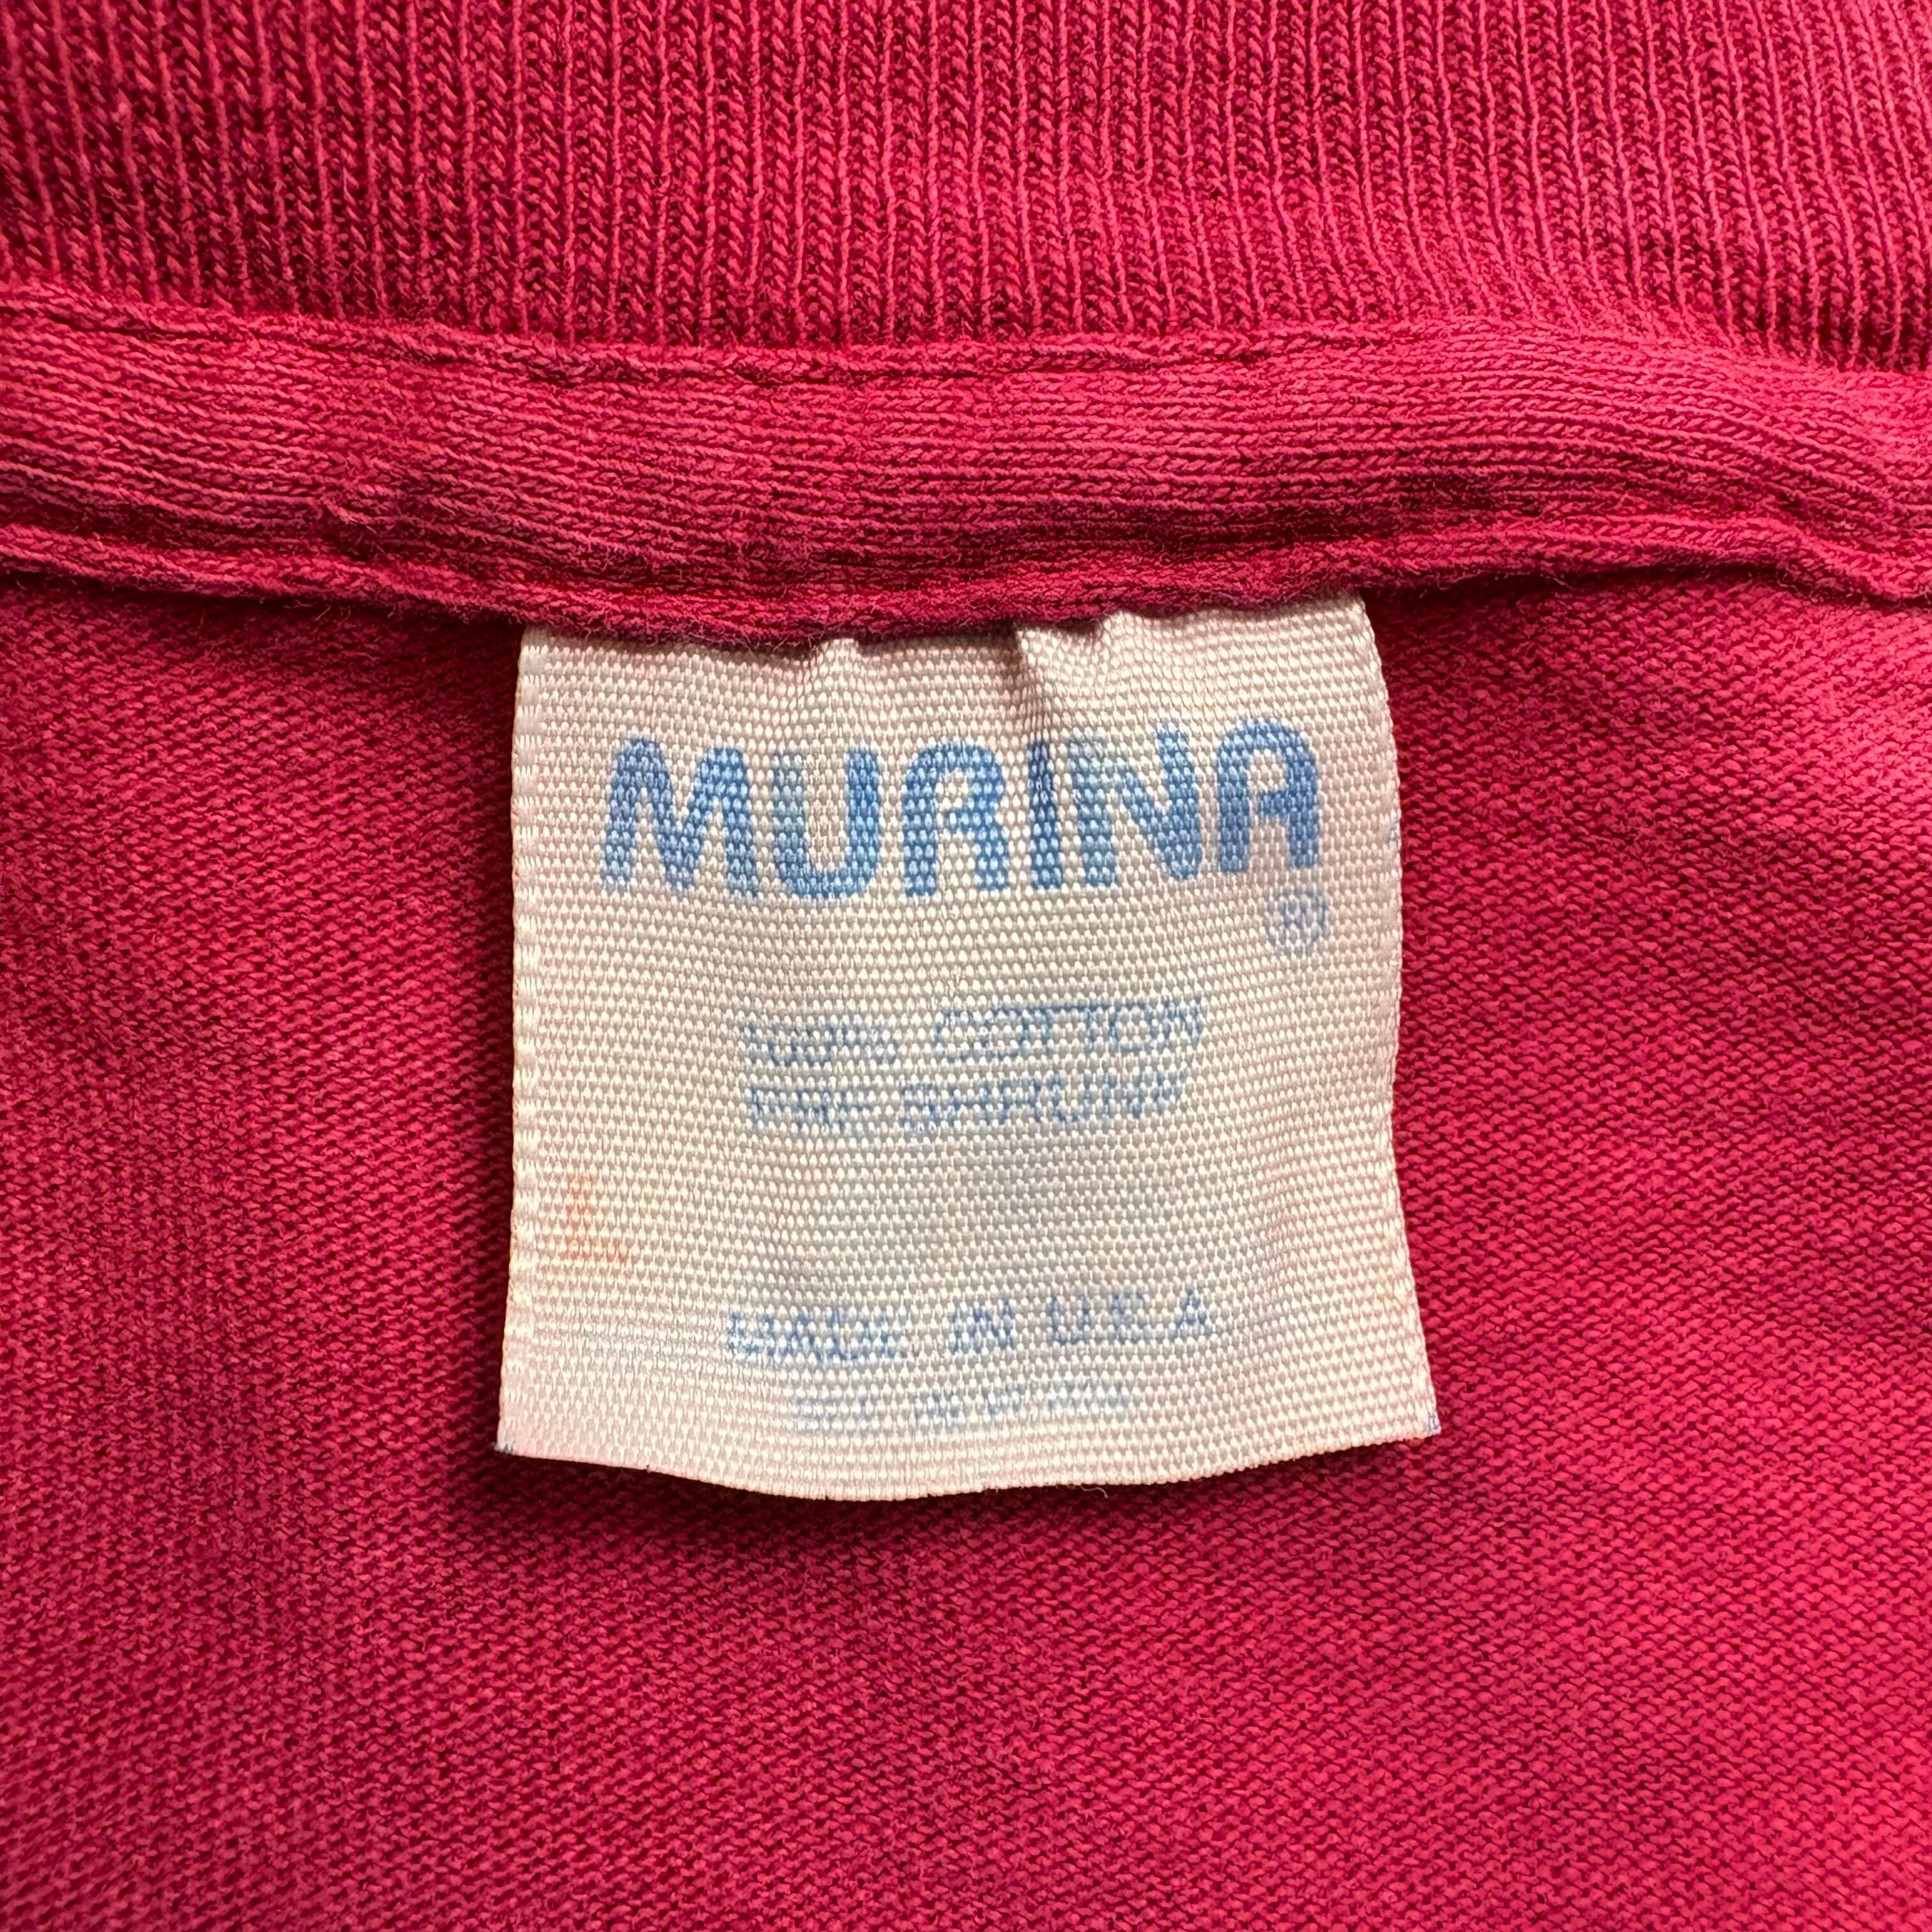 MURINA
®
100% COTTON
PRE SHRUNK
L
MADE IN U.S.A